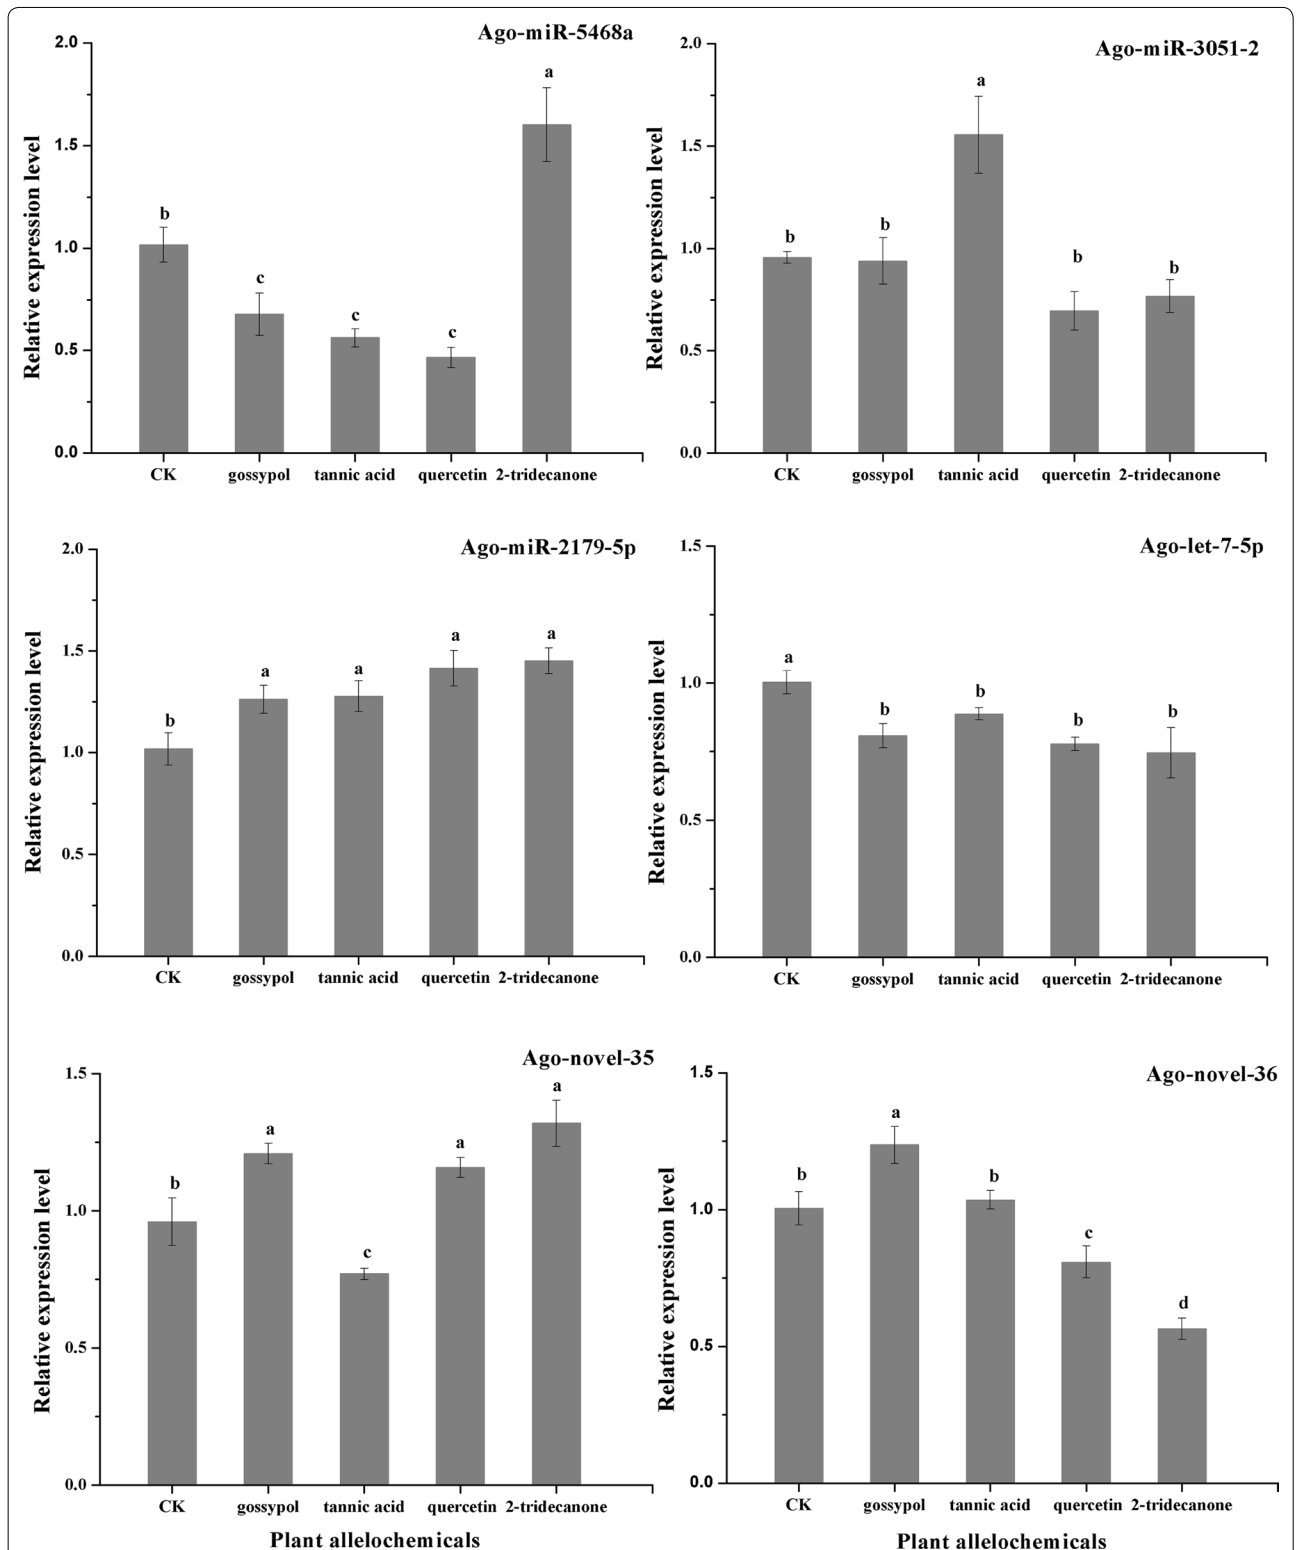 Ago-miR-5468a
2.0
a
1.5
b
1.0
c
c
c
0.5
0.0
CK gossypol tannic acid quercetin 2-tridecanone
Relative expression level
Ago-miR-3051-2
2.0
a
1.5
b
b
b
b
1.0
0.5
0.0
CK gossypol tannic acid quercetin 2-tridecanone
Relative expression level
Ago-miR-2179-5p
2.0
a
a
1.5
a
a
b
1.0
0.5
0.0
CK gossypol tannic acid quercetin 2-tridecanone
Relative expression level
Ago-let-7-5p
1.5
a
1.0
b
b
b
b
0.5
0.0
CK gossypol tannic acid quercetin 2-tridecanone
Relative expression level
Ago-novel-35
1.5
a
a
a
b
1.0
c
0.5
0.0
CK gossypol tannic acid quercetin 2-tridecanone
Relative expression level
Plant allelochemicals
Ago-novel-36
1.5
a
b
b
1.0
c
d
0.5
0.0
CK gossypol tannic acid quercetin 2-tridecanone
Relative expression level
Plant allelochemicals